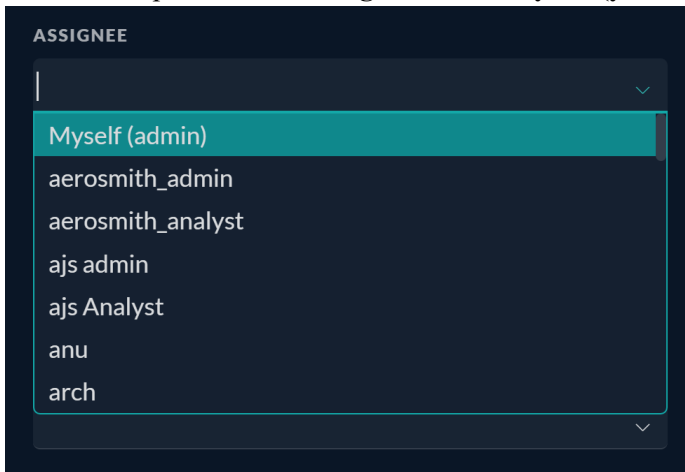 ASSIGNEE
Myself (admin)
aerosmith_admin
aerosmith_analyst
ajs admin
ajs Analyst
anu
arch